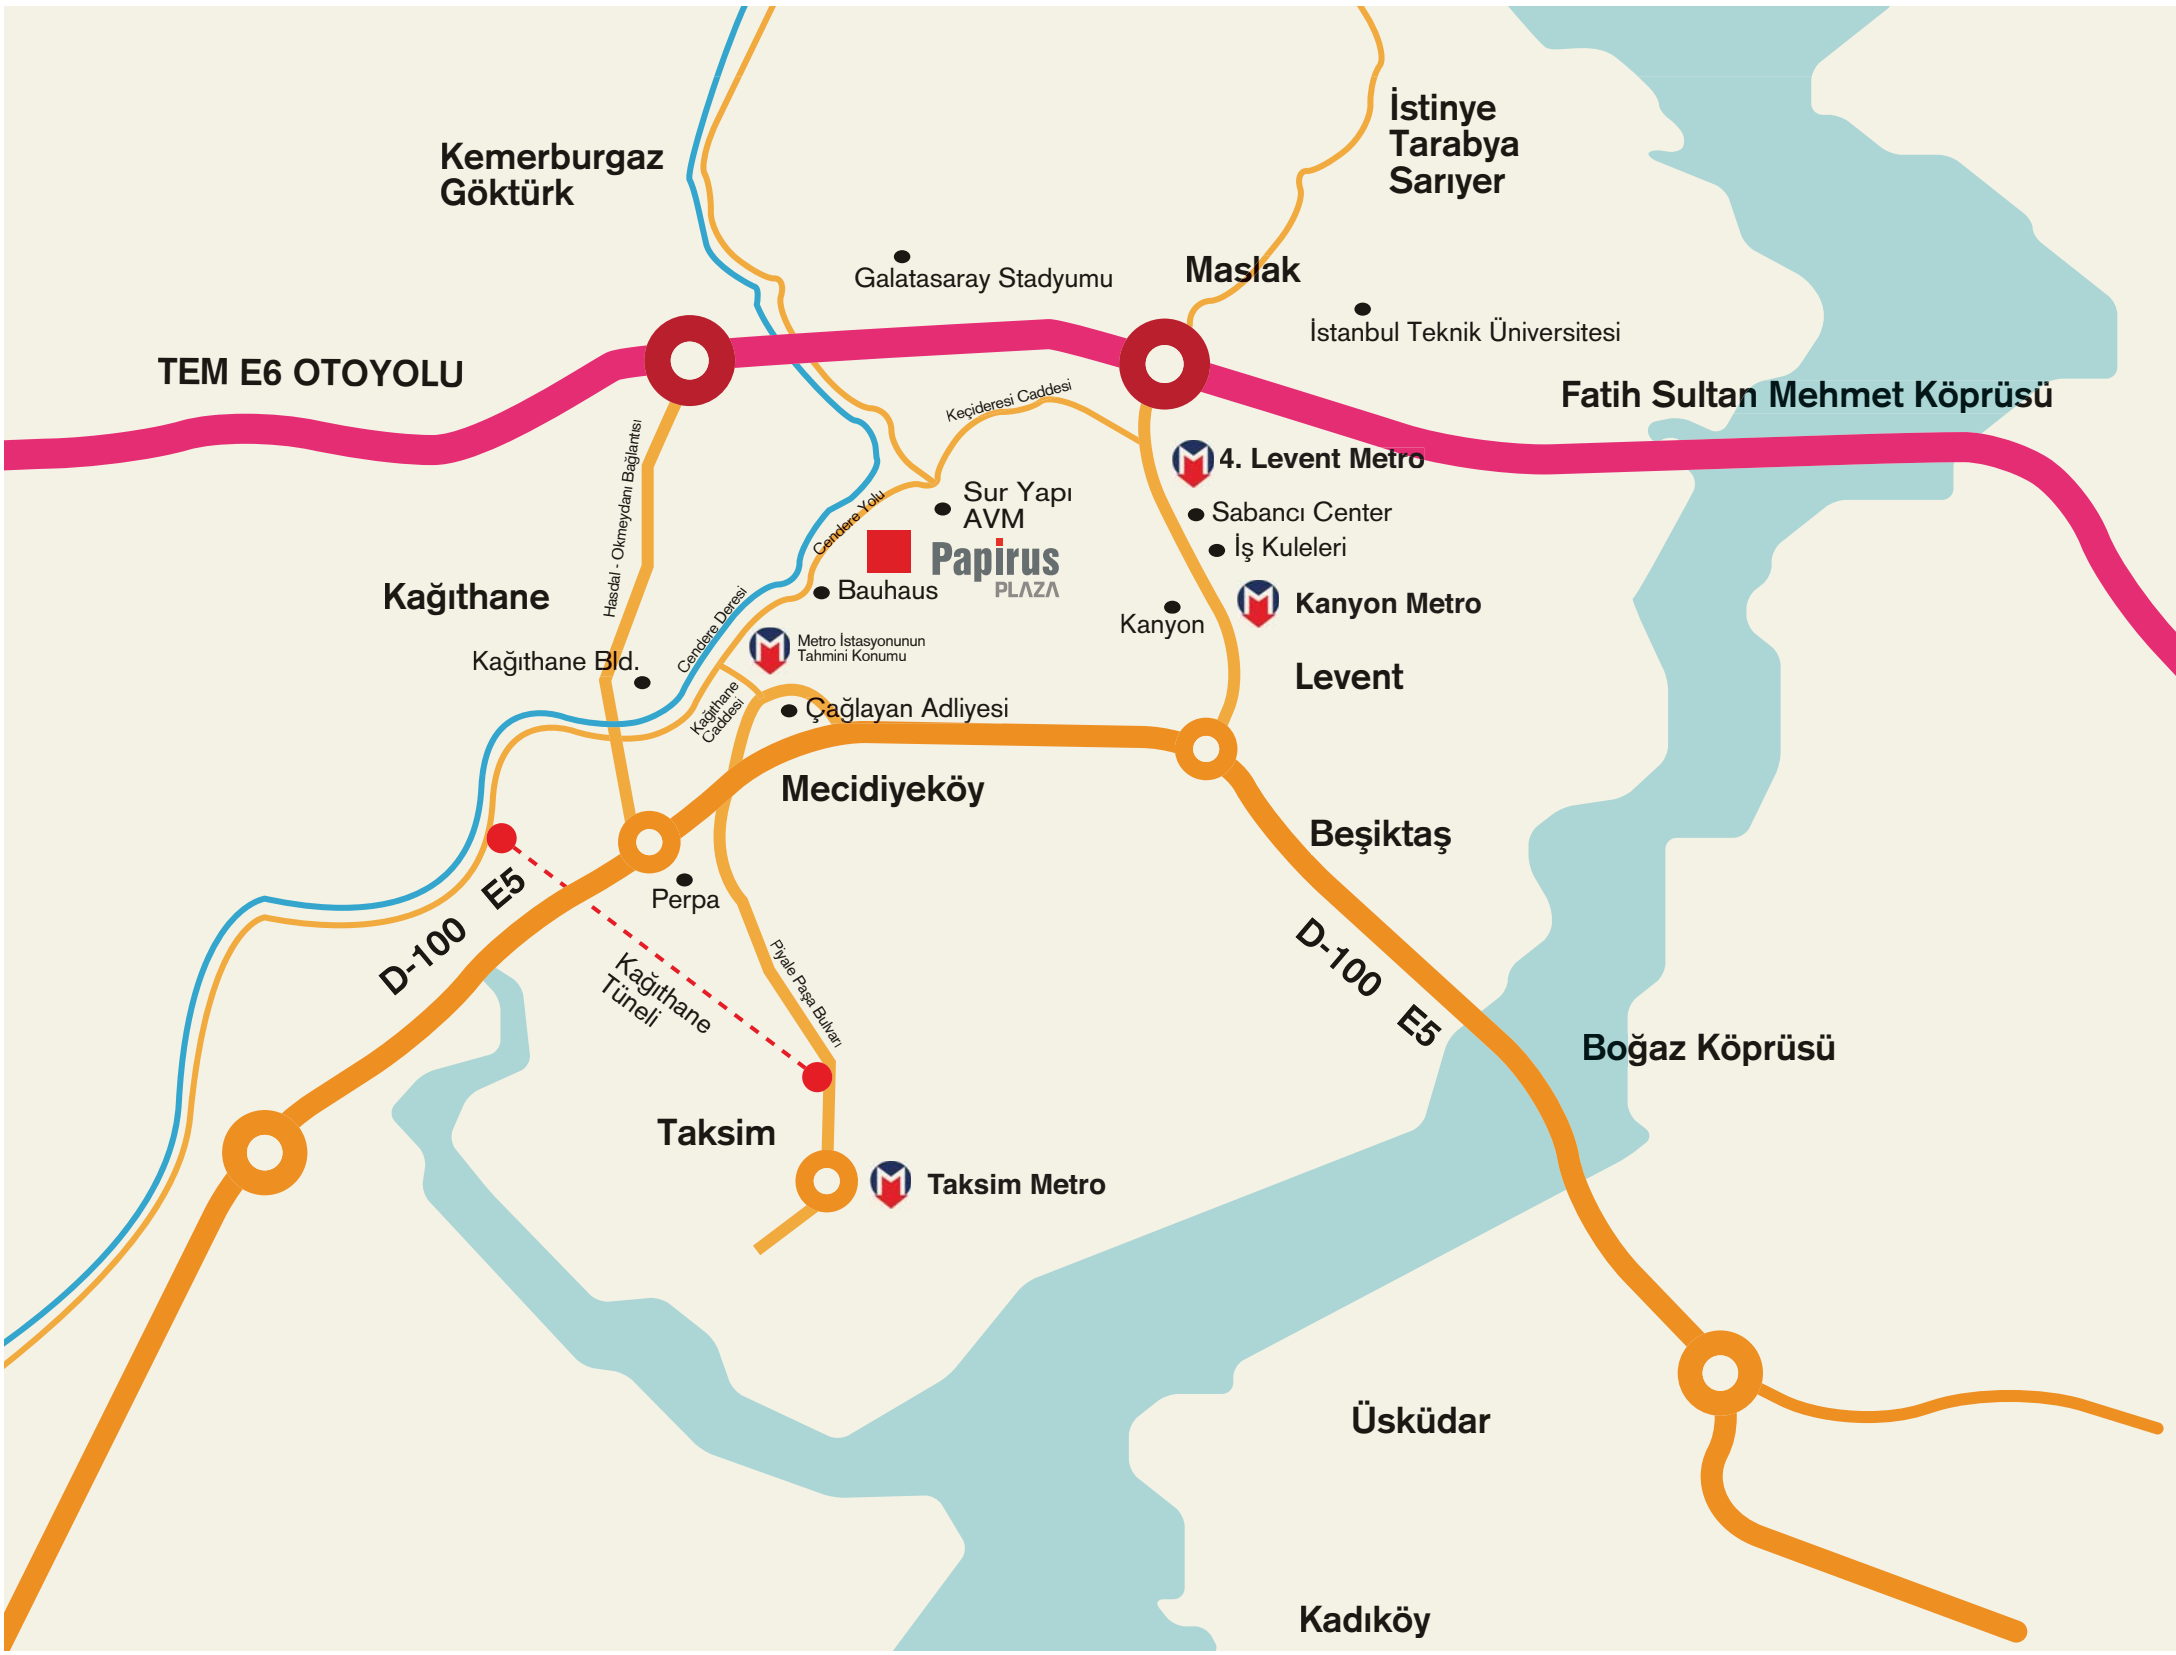 İstinye
Tarabya
Sarıyer
Kemerburgaz
Göktürk
Galatasaray Stadyumu
Maslak
İstanbul Teknik Üniversitesi
TEM E6 OTOYOLU
Fatih Sultan Mehmet Köprüsü
Keçideresi Caddesi
Hasdal - Okmeydanı Bağlantısı
4. Levent Metro
Sur Yapı
AVM
Sabancı Center
Cendere Yolu
İş Kuleleri
Papirus
PLAZA
Bauhaus
Kağıthane
Kanyon Metro
Kanyon
Cendere Deresi
Metro İstasyonunun
Tahmini Konumu
Kağıthane Bld.
Levent
Kağıthane
Caddesi
Çağlayan Adliyesi
Mecidiyeköy
Beşiktaş
D-100 E5
Perpa
Kağıthane
Tüneli
Piyale Paşa Bulvarı
D-100 E5
Boğaz Köprüsü
Taksim
Taksim Metro
Üsküdar
Kadıköy